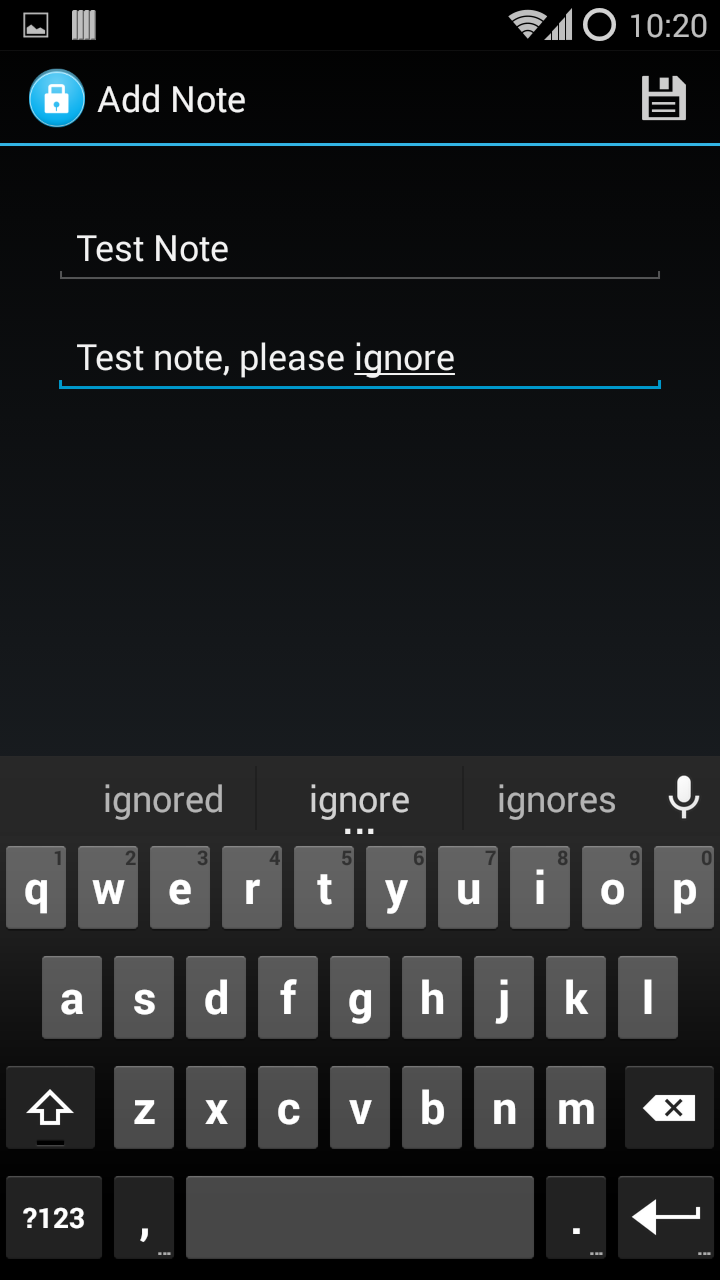 10:20
Add Note
Test Note
Test note, please ignore
ignored ignore ignores
1 2 3 4 5 6 7 8 9 0
q w e r t y u i o p
a s d f g h j k l
z x c v b n m
?123 , ... . ... ...